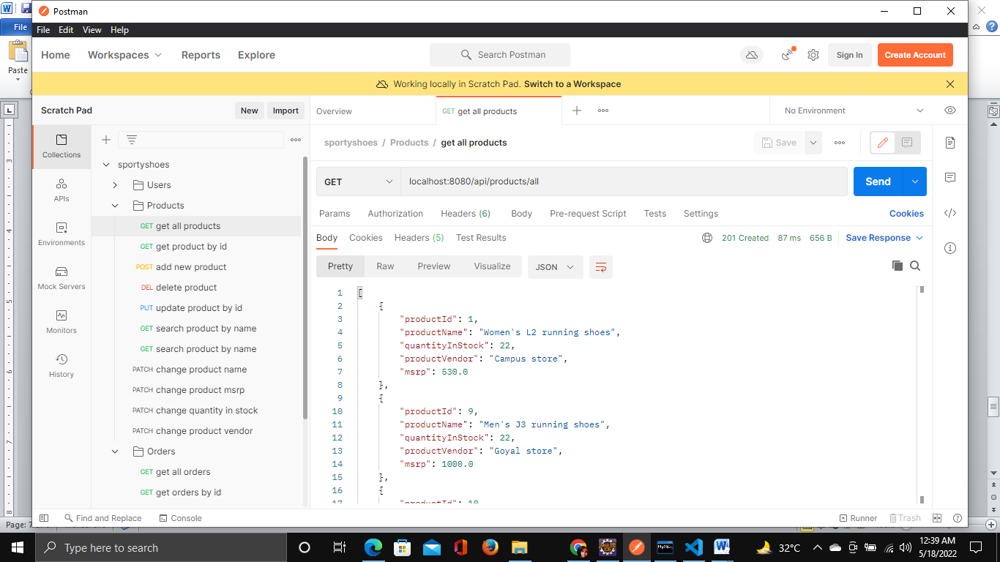 Postman
File
File Edit View Help
Home Workspaces Reports Explore
Search Postman
Sign In
Create Account
Paste
Working locally in Scratch Pad. Switch to a Workspace
Scratch Pad
New
Import
Overview
GET get all products
No Environment
Collections
APIs
Environments
Mock Servers
Monitors
History
sportyshoes
Users
Products
GET get all products
GET get product by id
POST add new product
DEL delete product
PUT update product by id
GET search product by name
GET search product by name
PATCH change product name
PATCH change product msrp
PATCH change quantity in stock
PATCH change product vendor
Orders
GET get all orders
GET get orders by id
sportyshoes / Products / get all products
Save
GET
localhost:8080/api/products/all
Send
Params Authorization Headers (6) Body Pre-request Script Tests Settings
Cookies
Body Cookies Headers (5) Test Results
201 Created 87 ms 656 B
Save Response
Pretty Raw Preview Visualize
JSON
1 [
2 {
3 "productId": 1,
4 "productName": "Women's L2 running shoes",
5 "quantityInStock": 22,
6 "productVendor": "Campus store",
7 "msrp": 530.0
8 },
9 {
10 "productId": 9,
11 "productName": "Men's J3 running shoes",
12 "quantityInStock": 22,
13 "productVendor": "Goyal store",
14 "msrp": 1000.0
15 },
16 {
17 "productId": 10,
Find and Replace
Console
Runner
Trash
Page: 7
Type here to search
32°C
12:39 AM
5/18/2022